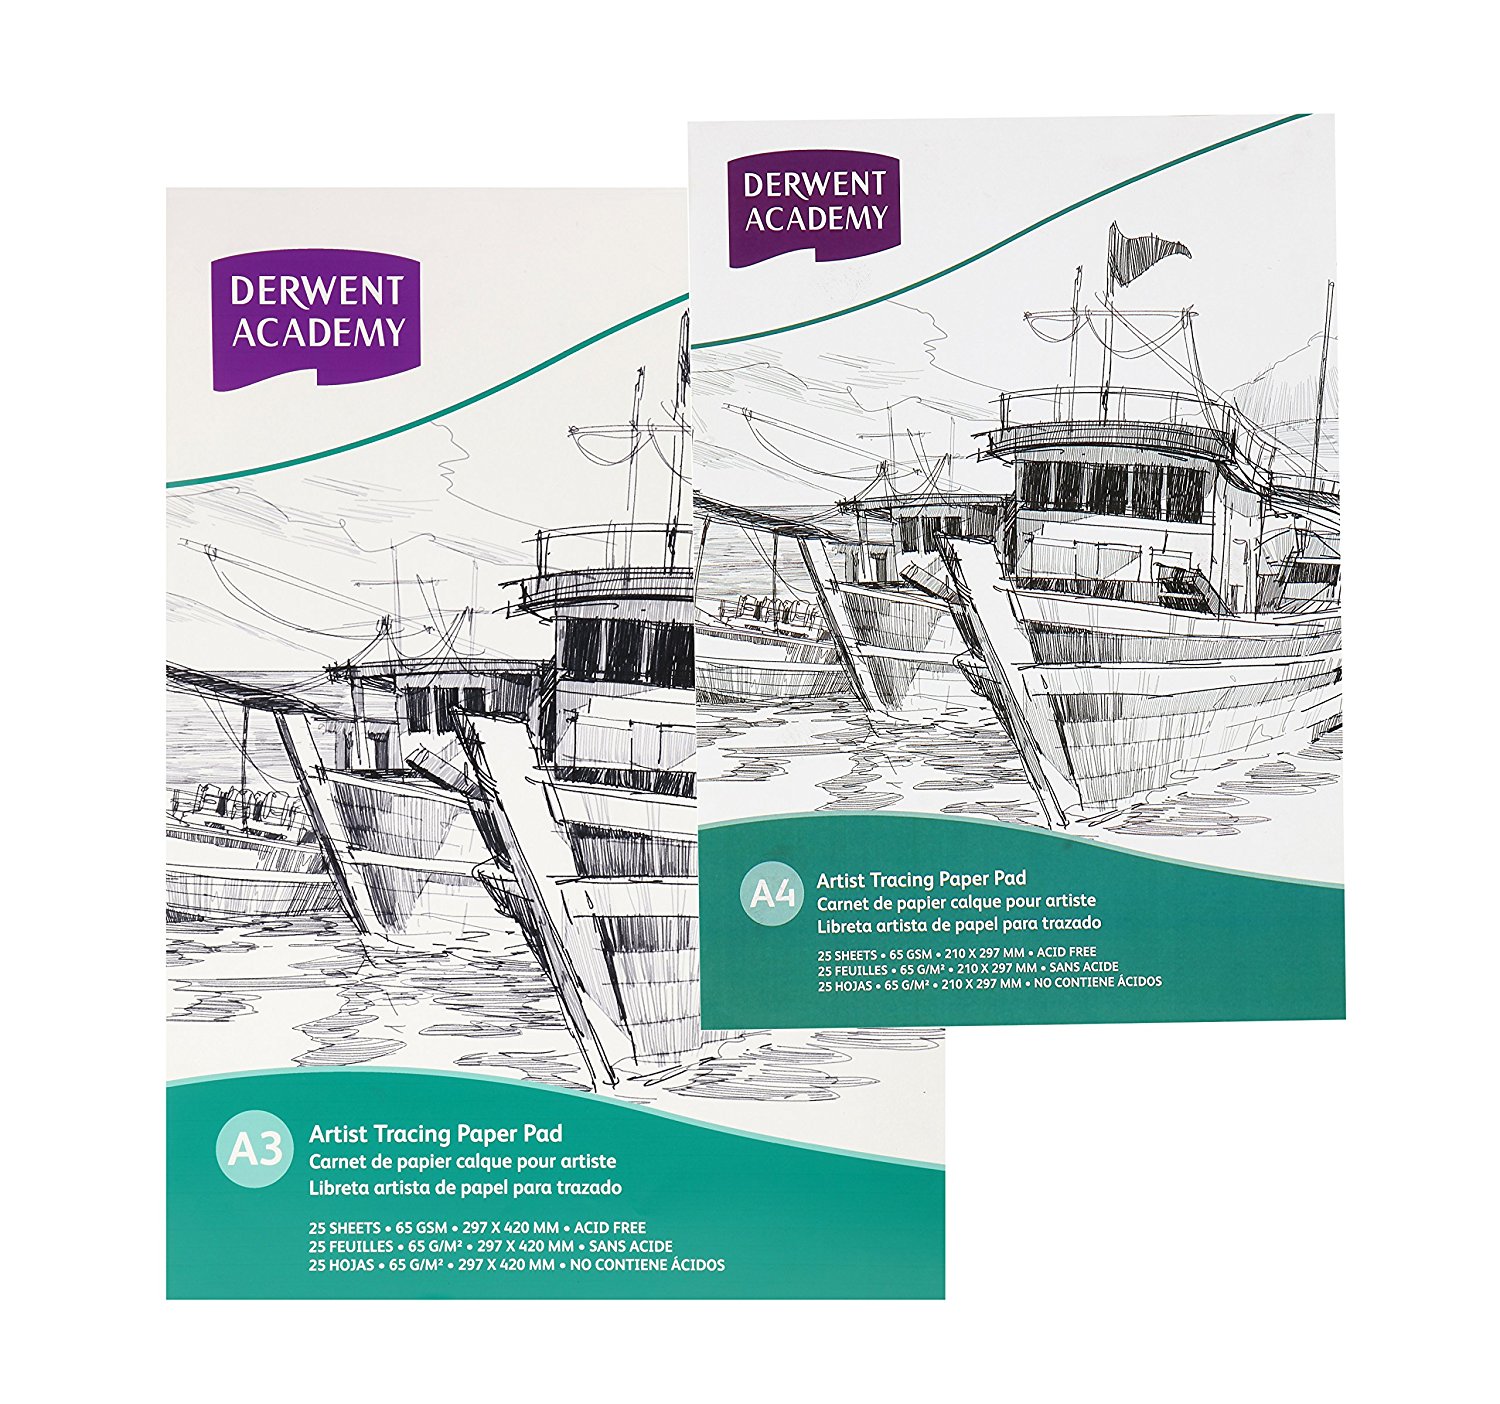 DERWENT
ACADEMY
A3
Artist Tracing Paper Pad
Carnet de papier calque pour artiste
Libreta artista de papel para trazado
25 SHEETS • 65 GSM • 297 X 420 MM • ACID FREE
25 FEUILLES • 65 G/M² • 297 X 420 MM • SANS ACIDE
25 HOJAS • 65 G/M² • 297 X 420 MM • NO CONTIENE ÁCIDOS
DERWENT
ACADEMY
A4
Artist Tracing Paper Pad
Carnet de papier calque pour artiste
Libreta artista de papel para trazado
25 SHEETS • 65 GSM • 210 X 297 MM • ACID FREE
25 FEUILLES • 65 G/M² • 210 X 297 MM • SANS ACIDE
25 HOJAS • 65 G/M² • 210 X 297 MM • NO CONTIENE ÁCIDOS